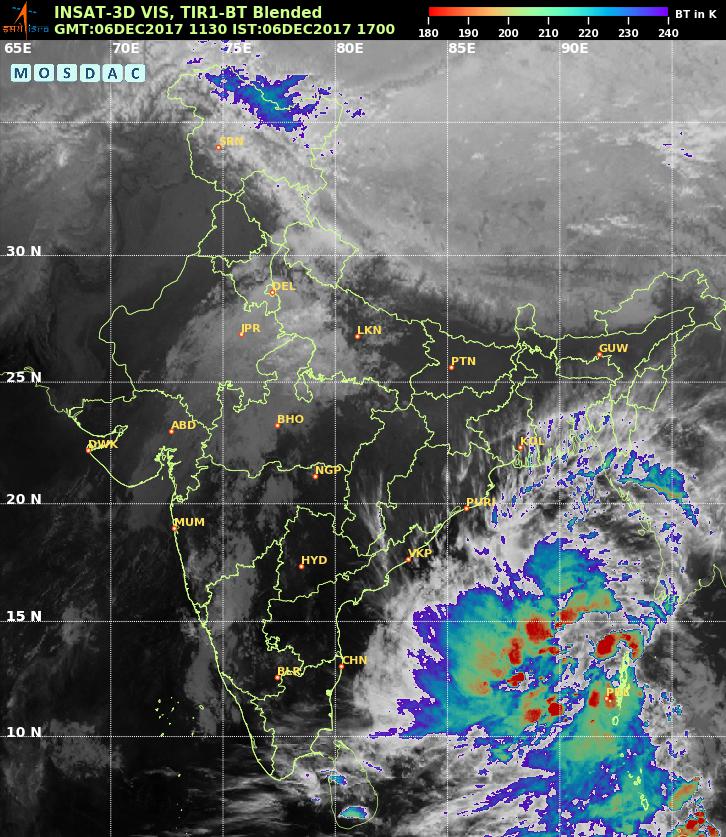 INSAT-3D VIS, TIR1-BT Blended
GMT:06DEC2017 1130 IST:06DEC2017 1700
BT in K
180 190 200 210 220 230 240
65E 70E 75E 80E 85E 90E
MOSDAC
SRN
30 N
DEL
JPR LKN
GUW
PTN
25 N
ABD BHO
DWK KOL
NGP
20 N PURI
MUM
VKP
HYD
15 N
CHN
BLR
PBL
10 N